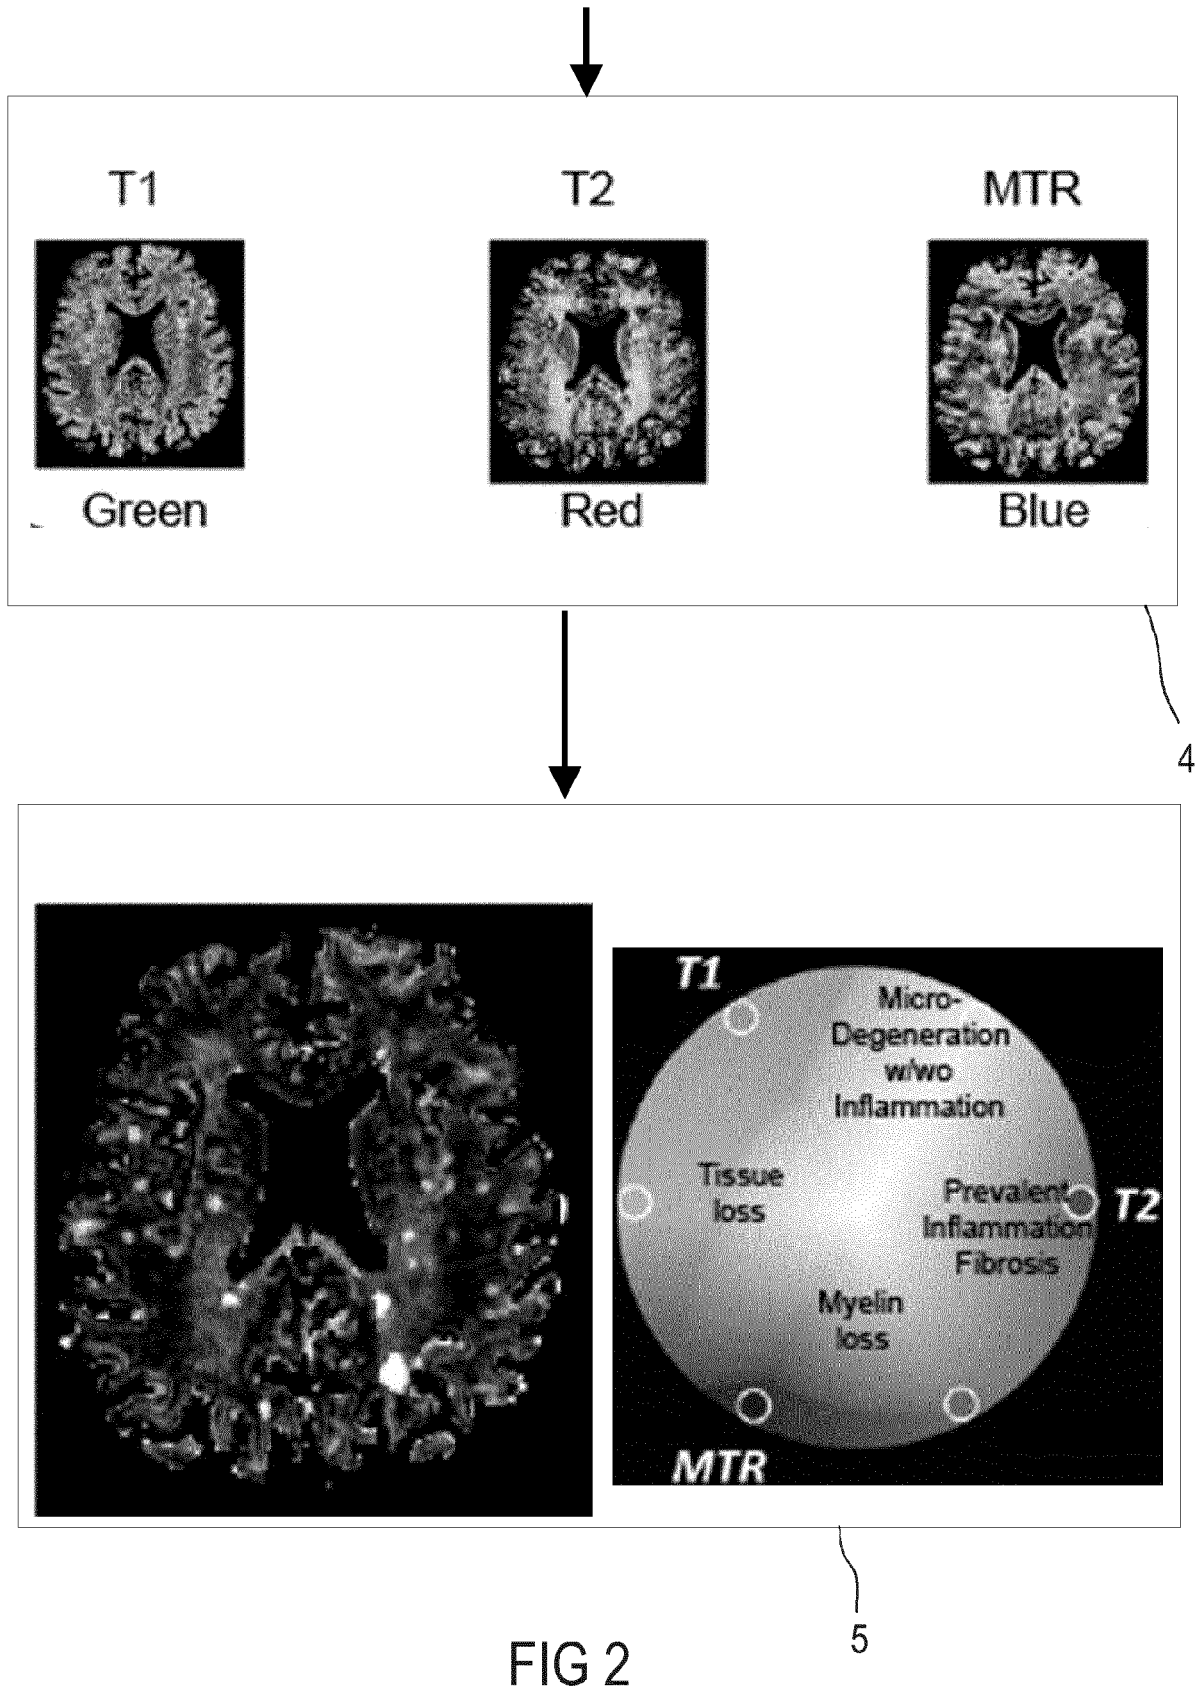 T1 T2 MTR
Green Red Blue
4
T1
Micro-
Degeneration
w/wo
Inflammation
Tissue
loss
Prevalent
Inflammation
Fibrosis
T2
Myelin
loss
MTR
5
FIG 2